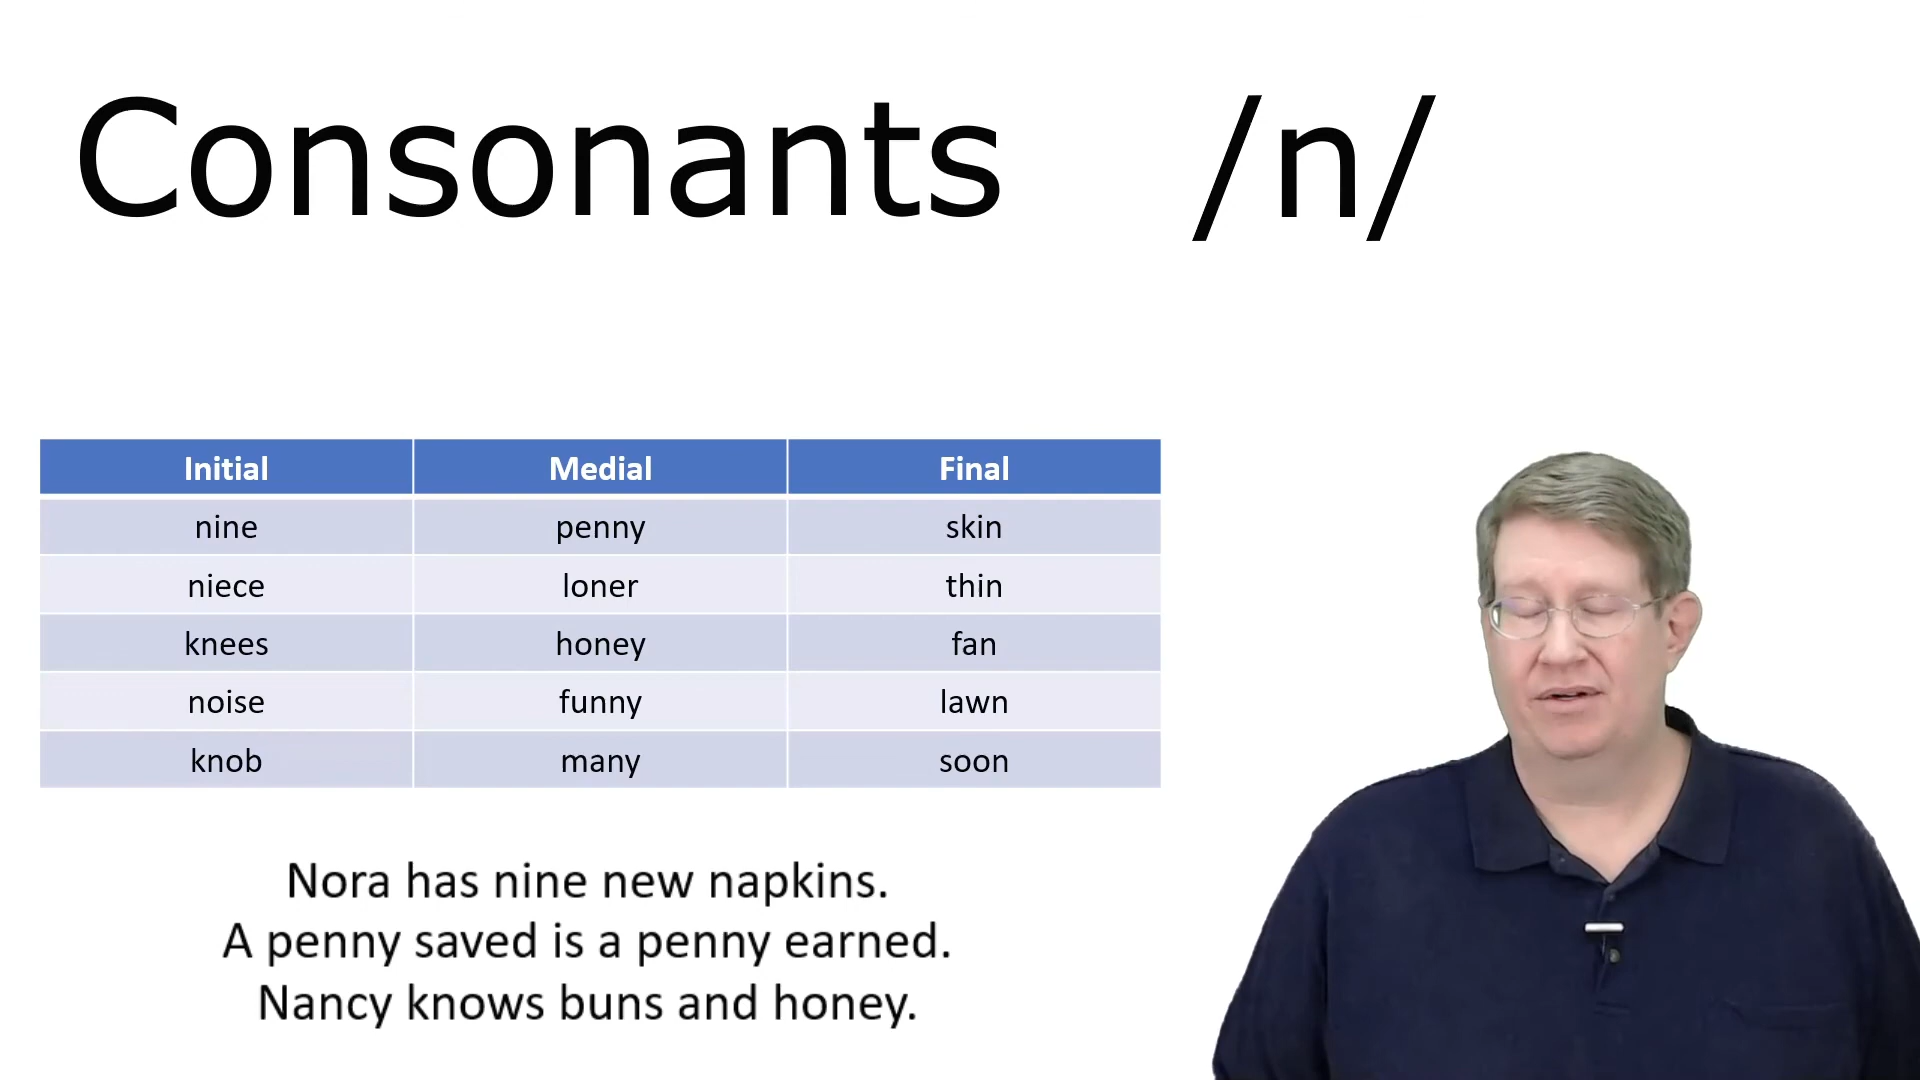 Consonants /n/
Initial Medial Final
nine penny skin
niece loner thin
knees honey fan
noise funny lawn
knob many soon
Nora has nine new napkins.
A penny saved is a penny earned.
Nancy knows buns and honey.